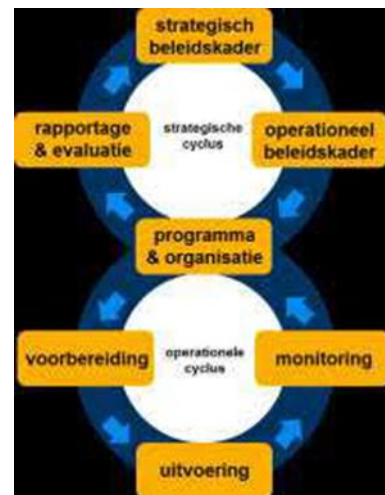 strategisch
beleidskader
rapportage
& evaluatie
strategische
cyclus
operationeel
beleidskader
programma
& organisatie
voorbereiding
operationele
cyclus
monitoring
uitvoering